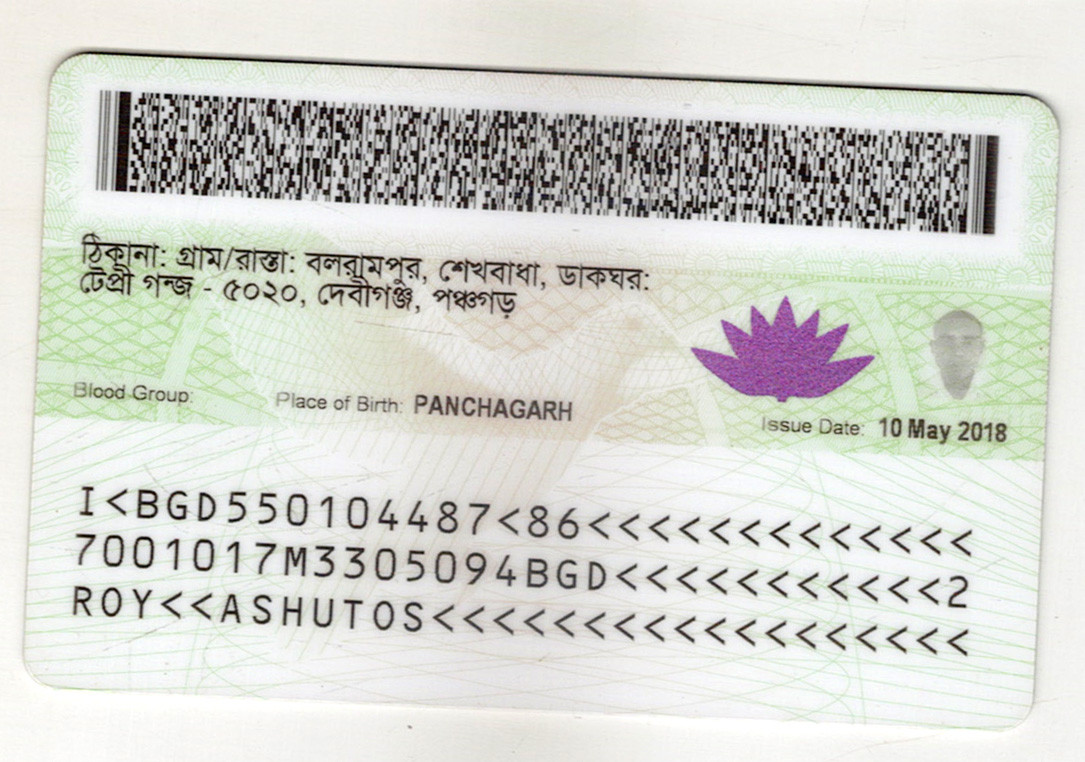 ঠিকানা: গ্রাম/রাস্তা: বলরামপুর, শেখবাধা, ডাকঘর:
টেপ্রী গন্জ - ৫০২০, দেবীগঞ্জ, পঞ্চগড়
Blood Group: Place of Birth: PANCHAGARH
Issue Date: 10 May 2018
I<BGD550104487<86<<<<<<<<<<<<<
7001017M3305094BGD<<<<<<<<<<<2
ROY<<ASHUTOS<<<<<<<<<<<<<<<<<<